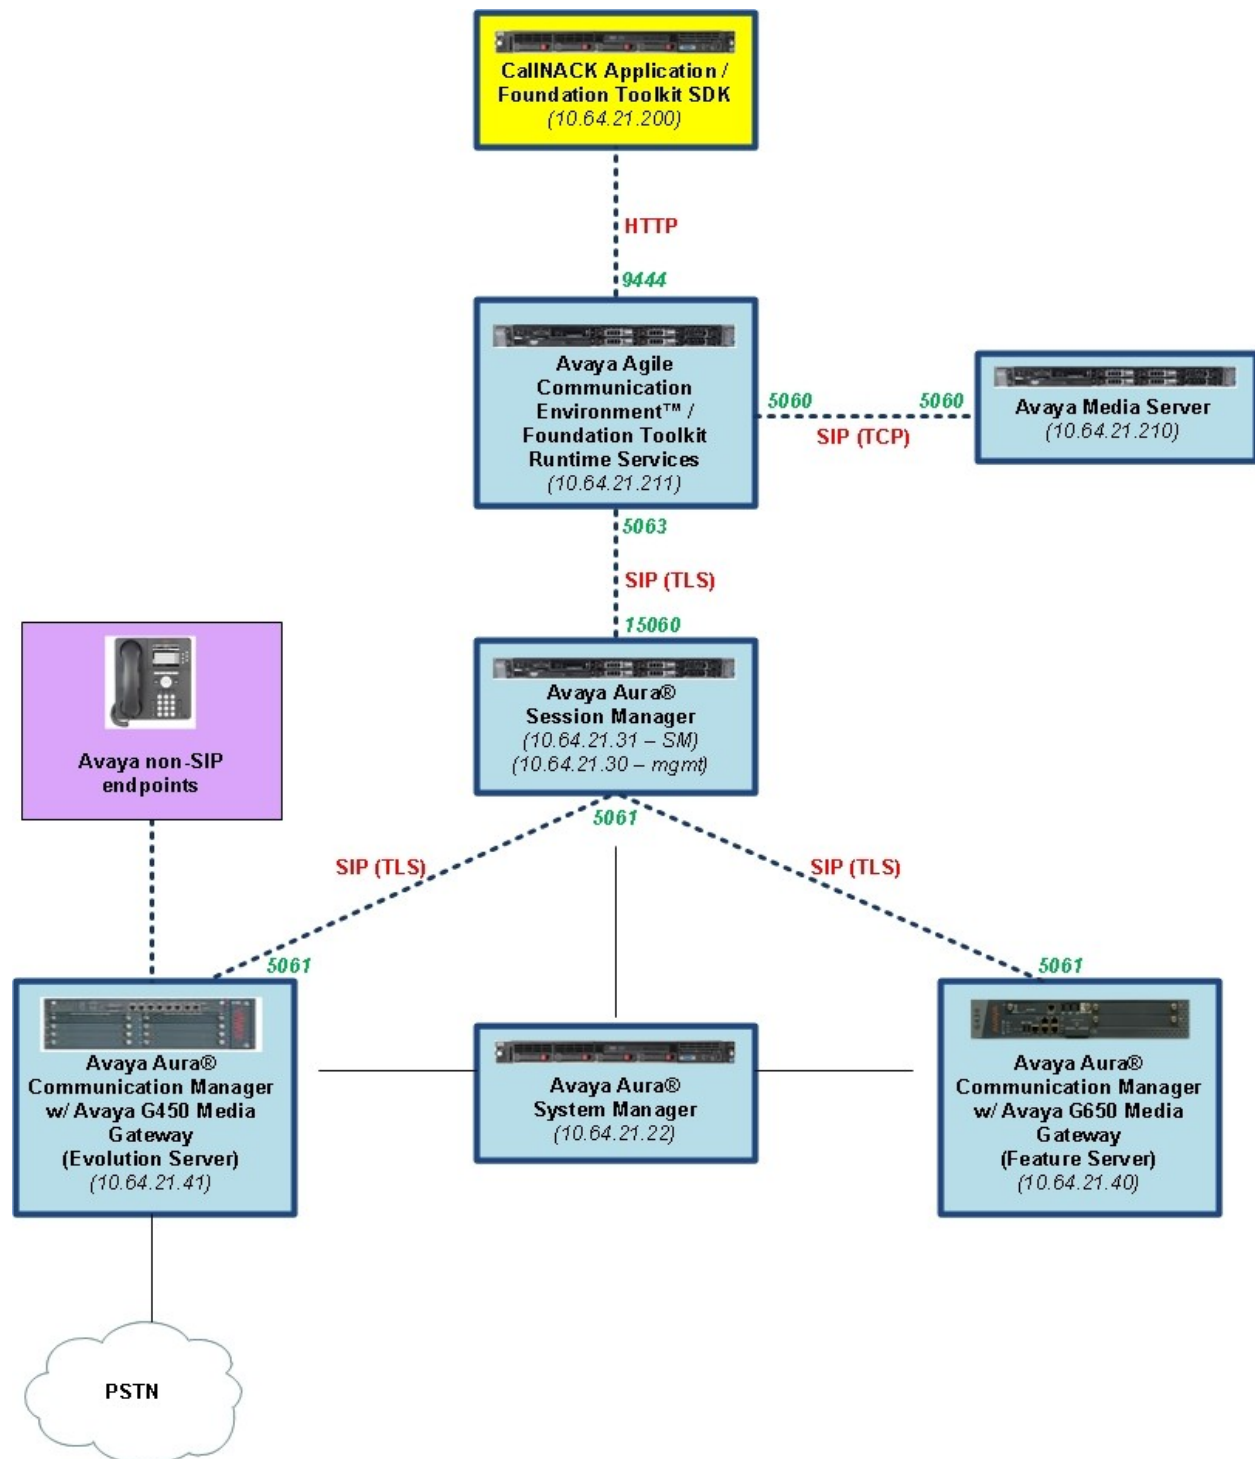 CallNACK Application /
Foundation Toolkit SDK
(10.64.21.200)
HTTP
9444
Avaya Agile
Communication
Environment™ /
Foundation Toolkit
Runtime Services
(10.64.21.211)
5060
5060
SIP (TCP)
Avaya Media Server
(10.64.21.210)
5063
SIP (TLS)
15060
Avaya Aura®
Session Manager
(10.64.21.31 – SM)
(10.64.21.30 – mgmt)
5061
Avaya non-SIP
endpoints
SIP (TLS)
SIP (TLS)
5061
5061
Avaya Aura®
Communication Manager
w/ Avaya G450 Media
Gateway
(Evolution Server)
(10.64.21.41)
Avaya Aura®
System Manager
(10.64.21.22)
Avaya Aura®
Communication Manager
w/ Avaya G650 Media
Gateway
(Feature Server)
(10.64.21.40)
PSTN